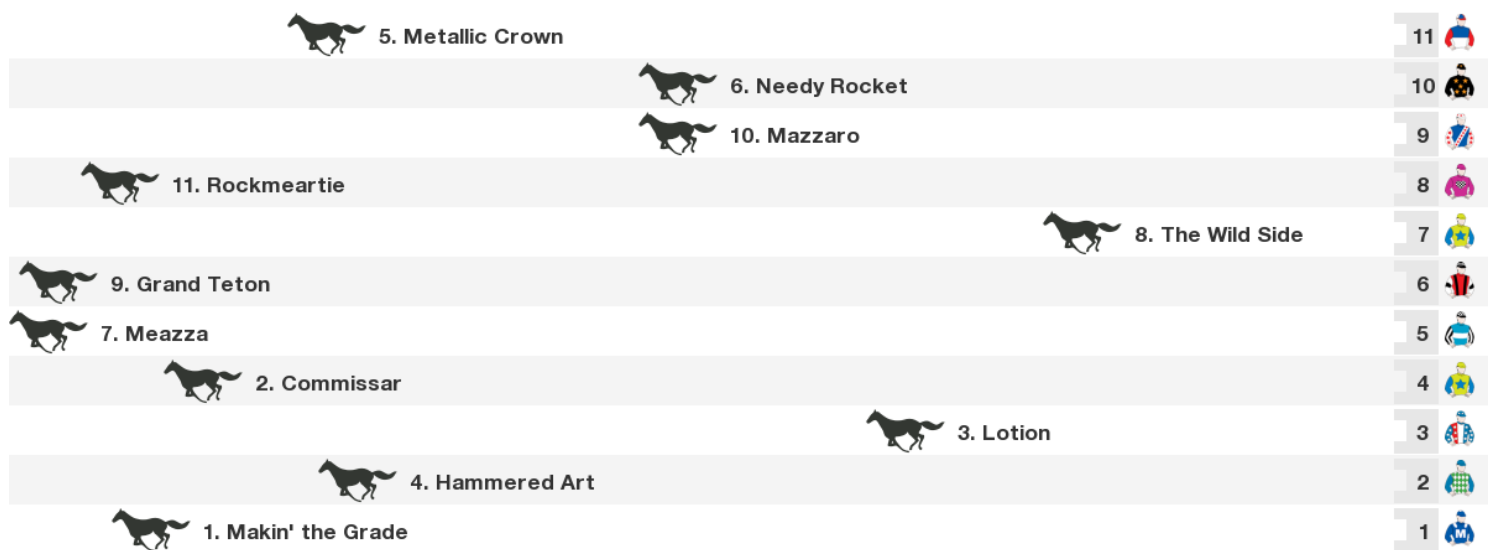 5. Metallic Crown 11
6. Needy Rocket 10
10. Mazzaro 9
11. Rockmeartie 8
8. The Wild Side 7
9. Grand Teton 6
7. Meazza 5
2. Commissar 4
3. Lotion 3
4. Hammered Art 2
1. Makin' the Grade 1 M